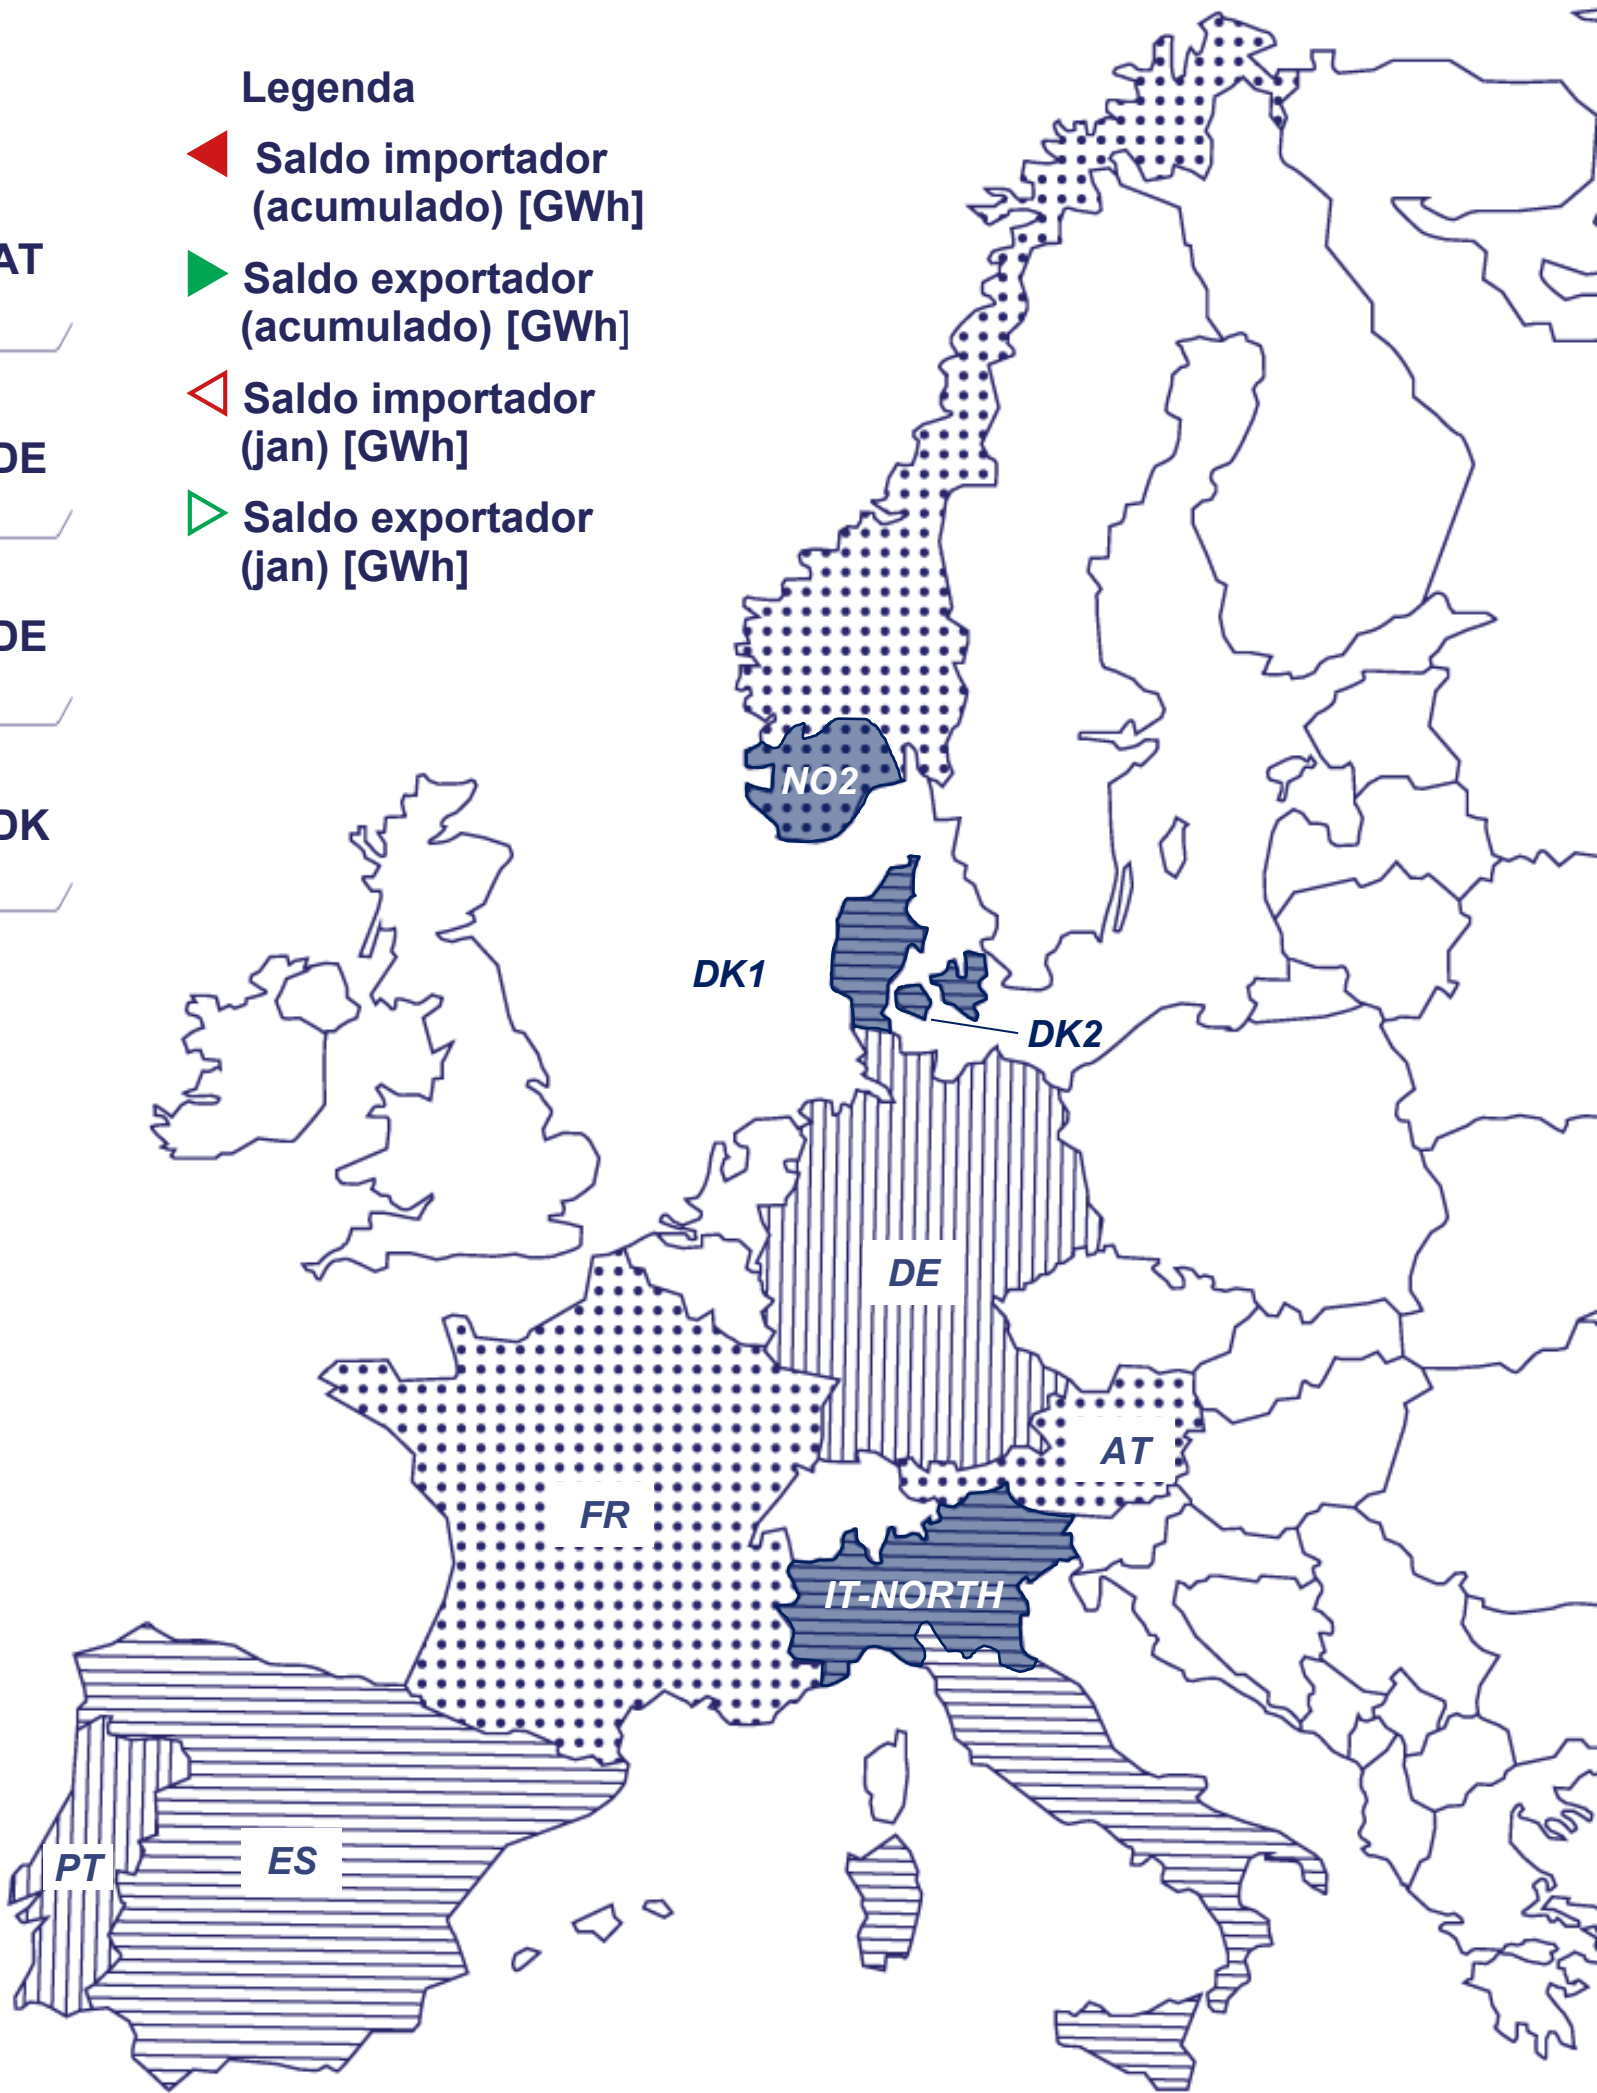 Legenda
Saldo importador
(acumulado) [GWh]
Saldo exportador
(acumulado) [GWh]
Saldo importador
(jan) [GWh]
Saldo exportador
(jan) [GWh]
AT
DE
DE
DK
NO2
DK1
DK2
DE
AT
FR
IT-NORTH
PT
ES